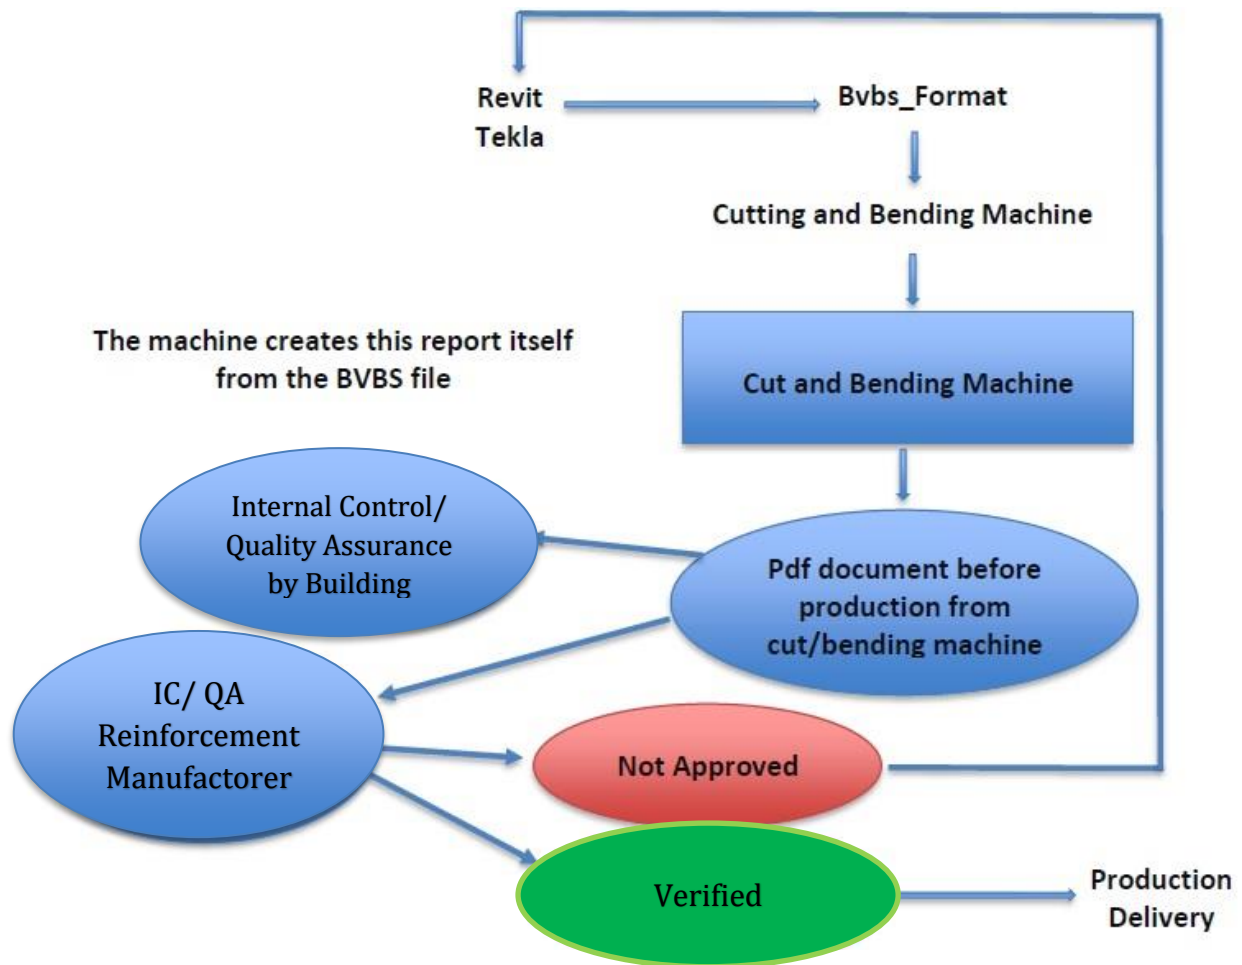 Revit
Tekla
Bvbs_Format
Cutting and Bending Machine
The machine creates this report itself
from the BVBS file
Cut and Bending Machine
Internal Control/
Quality Assurance
by Building
Pdf document before
production from
cut/bending machine
IC/ QA
Reinforcement
Manufactorer
Not Approved
Verified
Production
Delivery